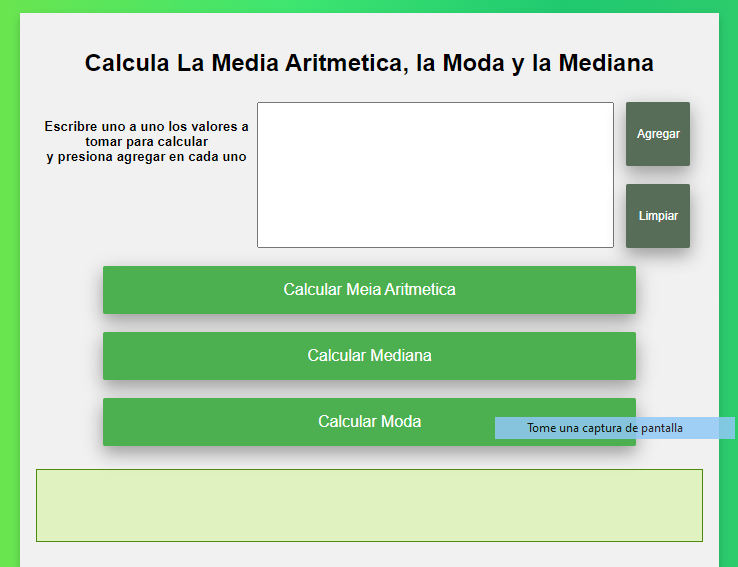 Calcula La Media Aritmetica, la Moda y la Mediana
Escribre uno a uno los valores a
tomar para calcular
y presiona agregar en cada uno
Agregar
Limpiar
Calcular Meia Aritmetica
Calcular Mediana
Calcular Moda
Tome una captura de pantalla